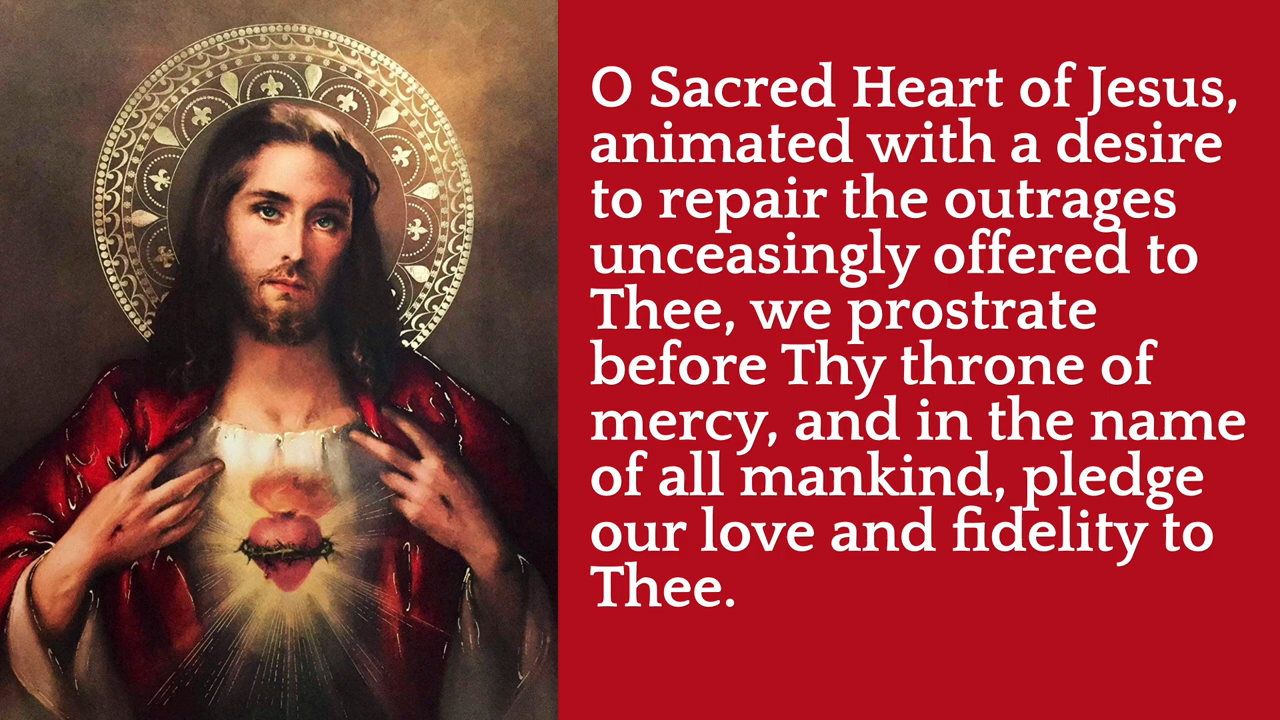 O Sacred Heart of Jesus,
animated with a desire
to repair the outrages
unceasingly offered to
Thee, we prostrate
before Thy throne of
mercy, and in the name
of all mankind, pledge
our love and fidelity to
Thee.